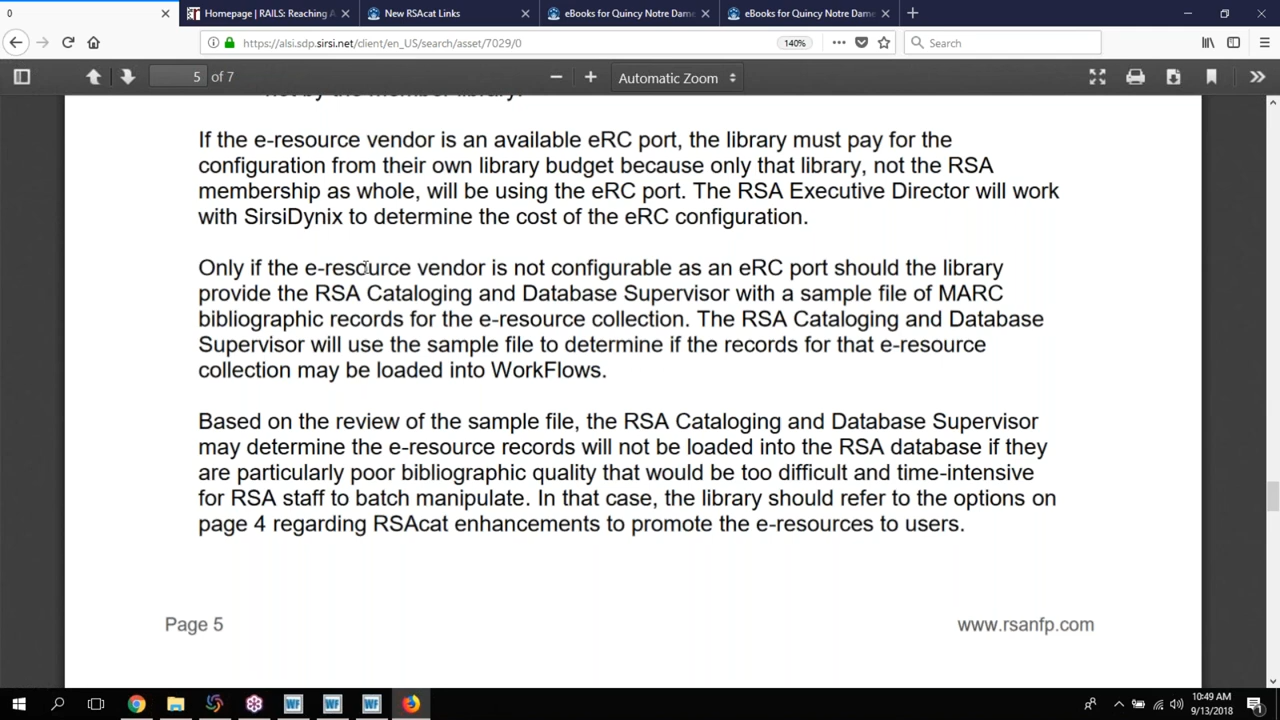 0
Homepage | RAILS: Reaching A
New RSAcat Links
eBooks for Quincy Notre Dame
eBooks for Quincy Notre Dame
https://alsi.sdp.sirsi.net/client/en_US/search/asset/7029/0
140%
Search
5 of 7
Automatic Zoom
not by the member library.
If the e-resource vendor is an available eRC port, the library must pay for the
configuration from their own library budget because only that library, not the RSA
membership as whole, will be using the eRC port. The RSA Executive Director will work
with SirsiDynix to determine the cost of the eRC configuration.
Only if the e-resource vendor is not configurable as an eRC port should the library
provide the RSA Cataloging and Database Supervisor with a sample file of MARC
bibliographic records for the e-resource collection. The RSA Cataloging and Database
Supervisor will use the sample file to determine if the records for that e-resource
collection may be loaded into WorkFlows.
Based on the review of the sample file, the RSA Cataloging and Database Supervisor
may determine the e-resource records will not be loaded into the RSA database if they
are particularly poor bibliographic quality that would be too difficult and time-intensive
for RSA staff to batch manipulate. In that case, the library should refer to the options on
page 4 regarding RSAcat enhancements to promote the e-resources to users.
Page 5
www.rsanfp.com
WF
WF
WF
10:49 AM
9/13/2018
1